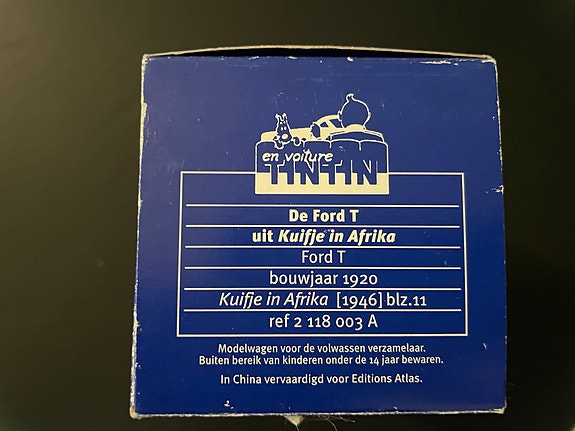 en voiture
TINTIN
De Ford T
uit Kuifje in Afrika
Ford T
bouwjaar 1920
Kuifje in Afrika [1946] blz.11
ref 2 118 003 A
Modelwagen voor de volwassen verzamelaar.
Buiten bereik van kinderen onder de 14 jaar bewaren.
In China vervaardigd voor Editions Atlas.